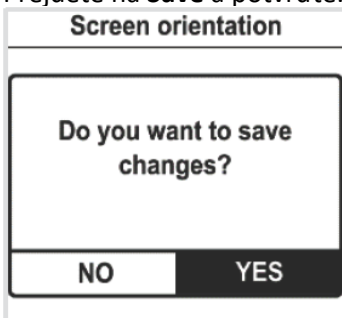 Screen orientation
Do you want to save
changes?
NO YES